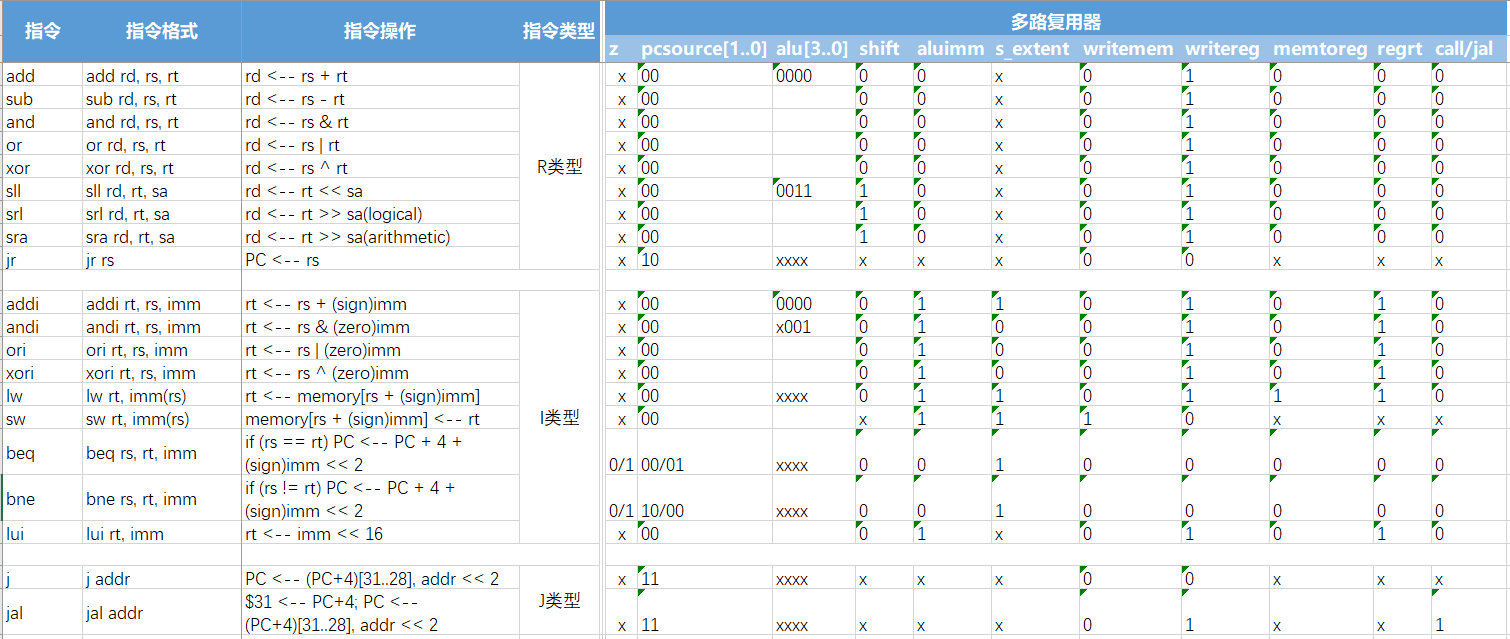 指令 指令格式 指令操作 指令类型 多路复用器
z pcsource[1..0] alu[3..0] shift aluimm s_extent writemem writereg memtoreg regrt call/jal
add add rd, rs, rt rd <-- rs + rt x 00 0000 0 0 x 0 1 0 0 0
sub sub rd, rs, rt rd <-- rs - rt x 00 0 0 x 0 1 0 0 0
and and rd, rs, rt rd <-- rs & rt x 00 0 0 x 0 1 0 0 0
or or rd, rs, rt rd <-- rs | rt x 00 0 0 x 0 1 0 0 0
xor xor rd, rs, rt rd <-- rs ^ rt R类型 x 00 0 0 x 0 1 0 0 0
sll sll rd, rt, sa rd <-- rt << sa x 00 0011 1 0 x 0 1 0 0 0
srl srl rd, rt, sa rd <-- rt >> sa(logical) x 00 1 0 x 0 1 0 0 0
sra sra rd, rt, sa rd <-- rt >> sa(arithmetic) x 00 1 0 x 0 1 0 0 0
jr jr rs PC <-- rs x 10 xxxx x x x 0 0 x x x
addi addi rt, rs, imm rt <-- rs + (sign)imm x 00 0000 0 1 1 0 1 0 1 0
andi andi rt, rs, imm rt <-- rs & (zero)imm x 00 x001 0 1 0 0 1 0 1 0
ori ori rt, rs, imm rt <-- rs | (zero)imm x 00 0 1 0 0 1 0 1 0
xori xori rt, rs, imm rt <-- rs ^ (zero)imm x 00 0 1 0 0 1 0 1 0
lw lw rt, imm(rs) rt <-- memory[rs + (sign)imm] x 00 xxxx 0 1 1 0 1 1 1 0
sw sw rt, imm(rs) memory[rs + (sign)imm] <-- rt I类型 x 00 x 1 1 1 0 x x x
beq beq rs, rt, imm if (rs == rt) PC <-- PC + 4 +
(sign)imm << 2 0/1 00/01 xxxx 0 0 1 0 0 0 0 0
bne bne rs, rt, imm if (rs != rt) PC <-- PC + 4 +
(sign)imm << 2 0/1 10/00 xxxx 0 0 1 0 0 0 0 0
lui lui rt, imm rt <-- imm << 16 x 00 0 1 x 0 1 0 1 0
j j addr PC <-- (PC+4)[31..28], addr << 2 x 11 xxxx x x x 0 0 x x x
jal jal addr $31 <-- PC+4; PC <-- J类型
(PC+4)[31..28], addr << 2 x 11 xxxx x x x 0 1 x x 1